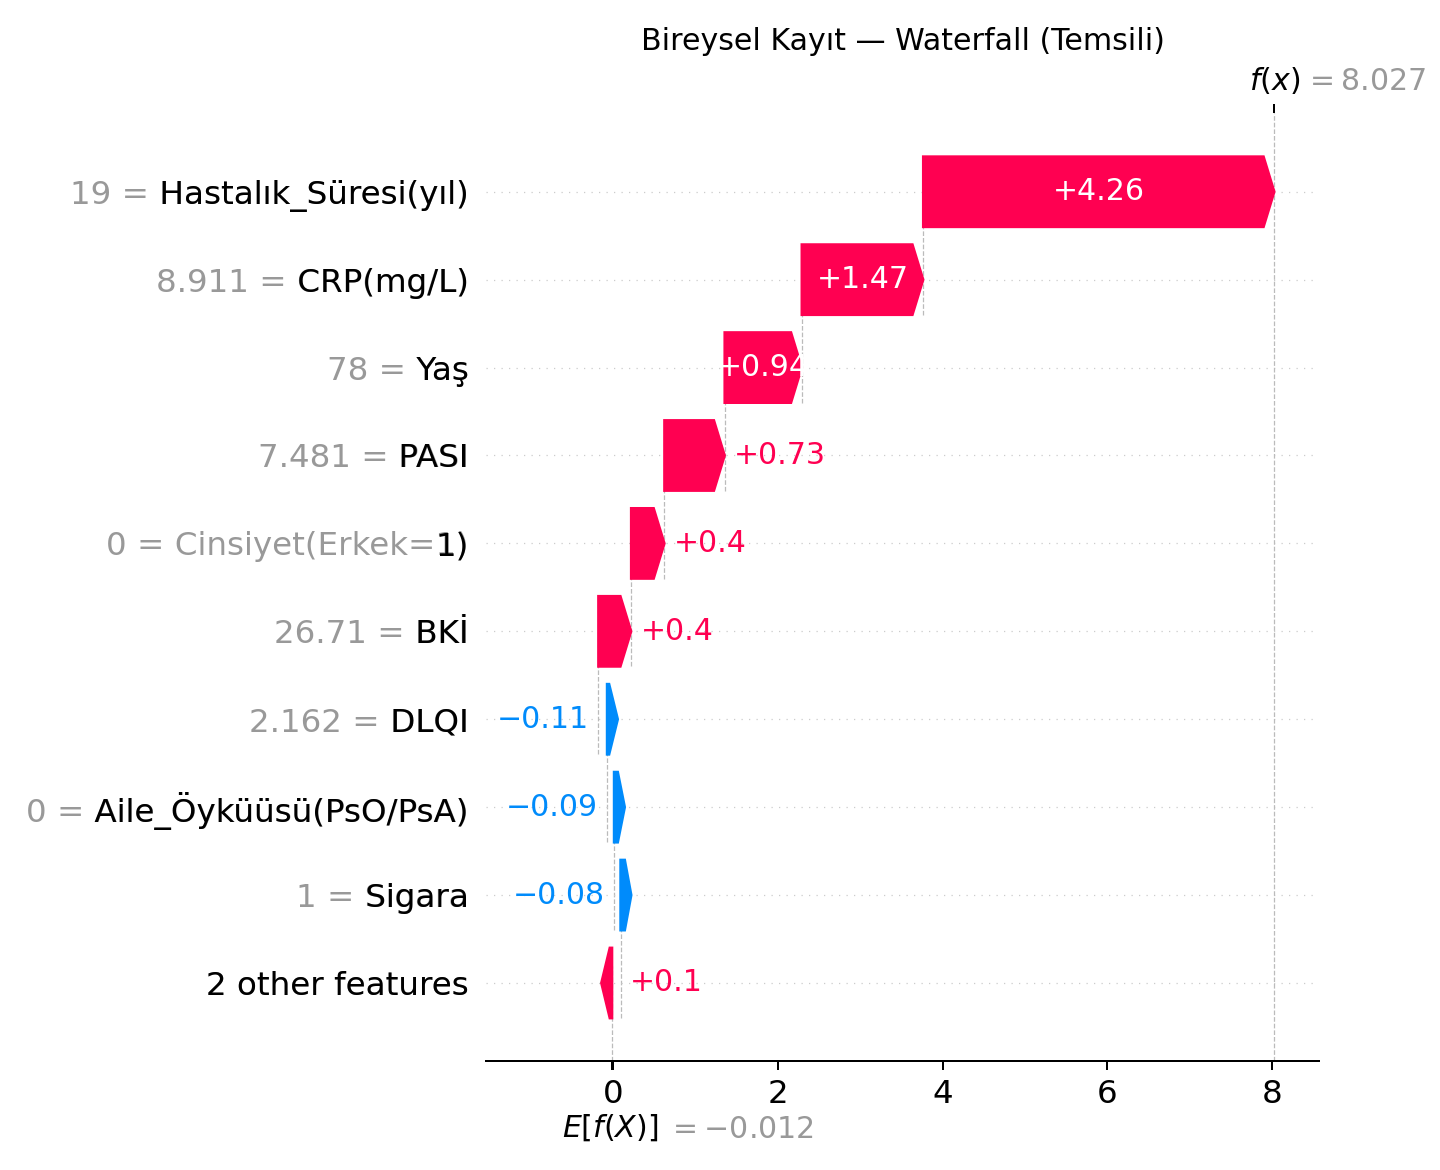 Bireysel Kayıt — Waterfall (Temsili)
f(x) = 8.027
19 = Hastalık_Süresi(yıl)
+4.26
8.911 = CRP(mg/L)
+1.47
78 = Yaş
+0.94
7.481 = PASI
+0.73
0 = Cinsiyet(Erkek=1)
+0.4
26.71 = BKİ
+0.4
2.162 = DLQI
−0.11
0 = Aile_Öyküüsü(PsO/PsA)
−0.09
1 = Sigara
−0.08
2 other features
+0.1
0 2 4 6 8
E[f(X)] = −0.012